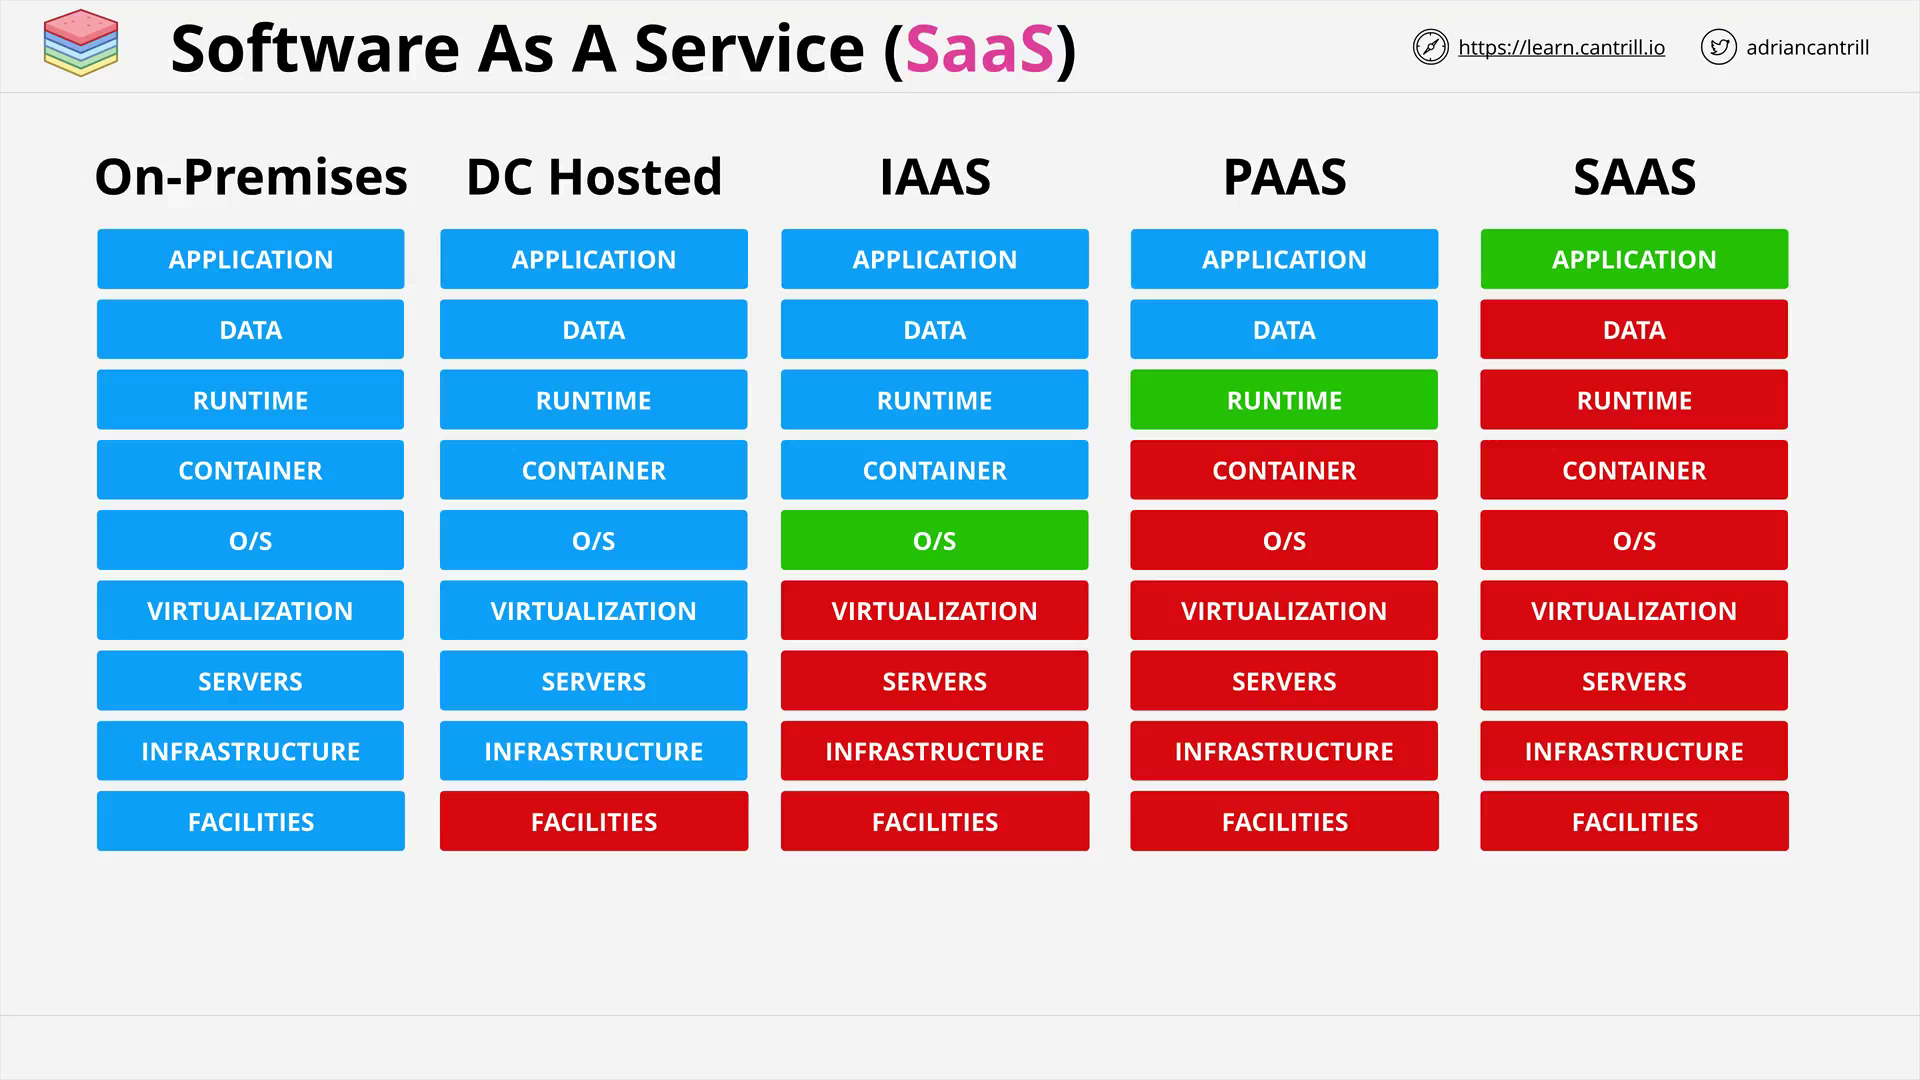 Software As A Service (SaaS)
https://learn.cantrill.io
adriancantrill
On-Premises
DC Hosted
IAAS
PAAS
SAAS
APPLICATION
APPLICATION
APPLICATION
APPLICATION
APPLICATION
DATA
DATA
DATA
DATA
DATA
RUNTIME
RUNTIME
RUNTIME
RUNTIME
RUNTIME
CONTAINER
CONTAINER
CONTAINER
CONTAINER
CONTAINER
O/S
O/S
O/S
O/S
O/S
VIRTUALIZATION
VIRTUALIZATION
VIRTUALIZATION
VIRTUALIZATION
VIRTUALIZATION
SERVERS
SERVERS
SERVERS
SERVERS
SERVERS
INFRASTRUCTURE
INFRASTRUCTURE
INFRASTRUCTURE
INFRASTRUCTURE
INFRASTRUCTURE
FACILITIES
FACILITIES
FACILITIES
FACILITIES
FACILITIES